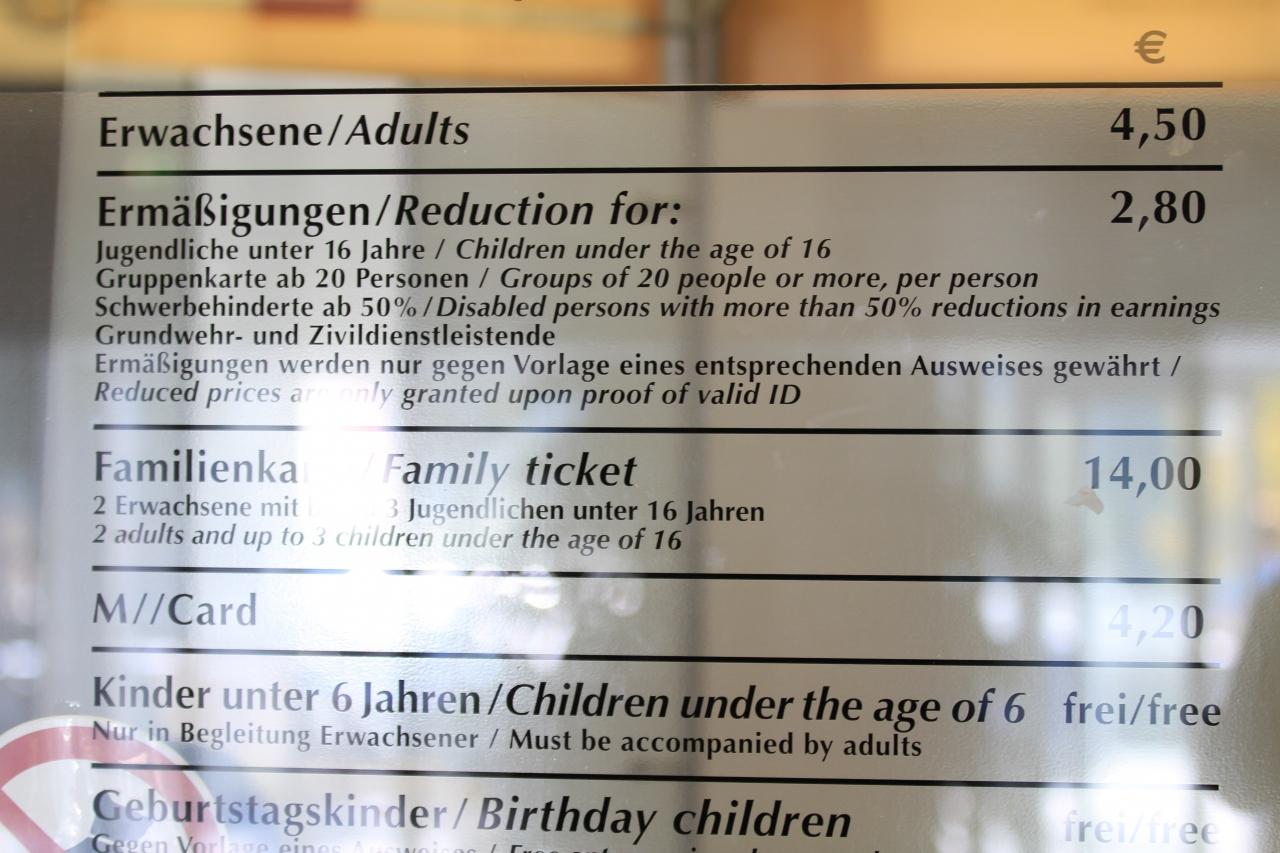 €
Erwachsene/Adults 4,50
Ermäßigungen/Reduction for: 2,80
Jugendliche unter 16 Jahre / Children under the age of 16
Gruppenkarte ab 20 Personen / Groups of 20 people or more, per person
Schwerbehinderte ab 50% / Disabled persons with more than 50% reductions in earnings
Grundwehr- und Zivildienstleistende
Ermäßigungen werden nur gegen Vorlage eines entsprechenden Ausweises gewährt /
Reduced prices are only granted upon proof of valid ID
/ Family ticket 14,00
2 Erwachsene mit 3 Jugendlichen unter 16 Jahren
2 adults and up to 3 children under the age of 16
M//Card 4,20
Kinder unter 6 Jahren/Children under the age of 6 frei/free
Nur in Begleitung Erwachsener / Must be accompanied by adults
Geburtstagskinder/Birthday children frei/free
Gegen Vorlage eines Ausweises / Free